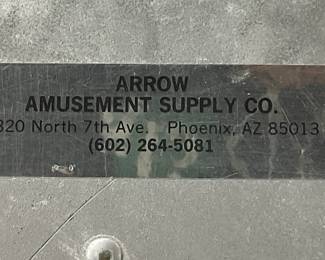 ARROW
AMUSEMENT SUPPLY CO.
320 North 7th Ave. Phoenix, AZ 85013
(602) 264-5081